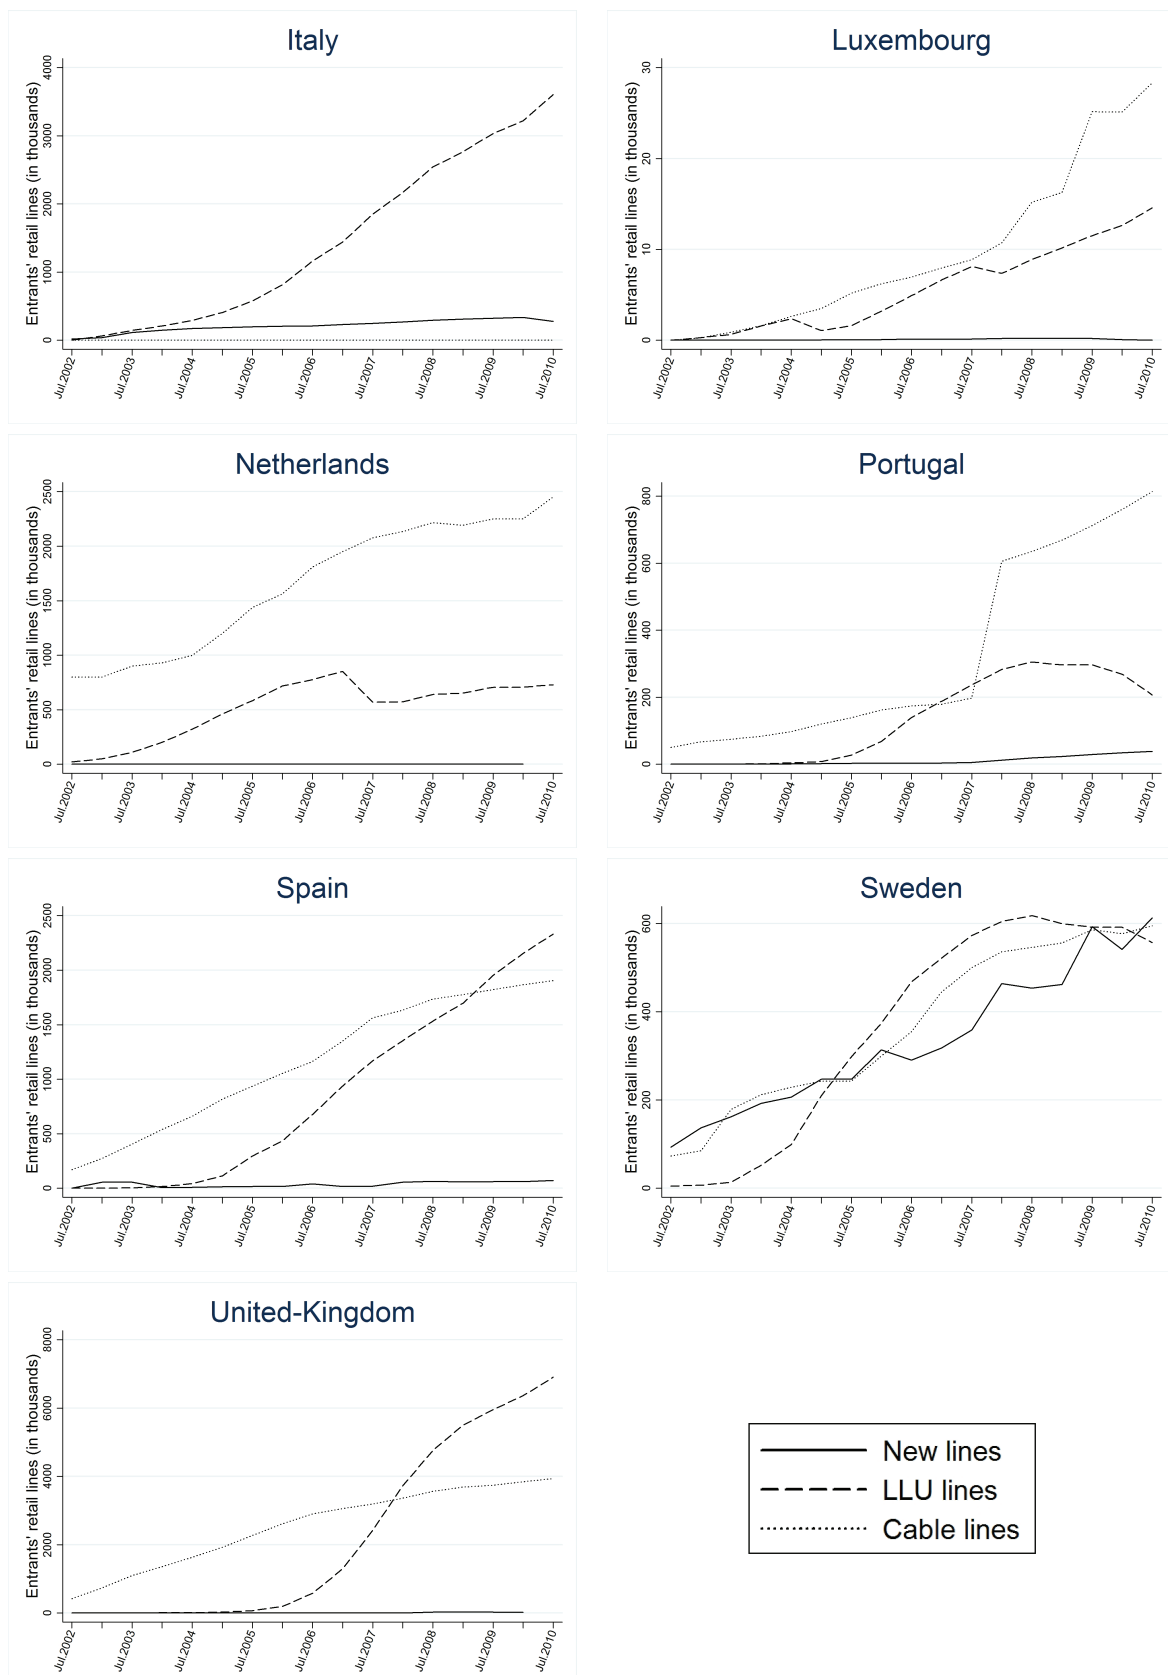 Italy
Entrants' retail lines (in thousands)
4000
3000
2000
1000
0
Jul.2002
Jul.2003
Jul.2004
Jul.2005
Jul.2006
Jul.2007
Jul.2008
Jul.2009
Jul.2010
Luxembourg
Entrants' retail lines (in thousands)
30
20
10
0
Jul.2002
Jul.2003
Jul.2004
Jul.2005
Jul.2006
Jul.2007
Jul.2008
Jul.2009
Jul.2010
Netherlands
Entrants' retail lines (in thousands)
2500
2000
1500
1000
500
0
Jul.2002
Jul.2003
Jul.2004
Jul.2005
Jul.2006
Jul.2007
Jul.2008
Jul.2009
Jul.2010
Portugal
Entrants' retail lines (in thousands)
800
600
400
200
0
Jul.2002
Jul.2003
Jul.2004
Jul.2005
Jul.2006
Jul.2007
Jul.2008
Jul.2009
Jul.2010
Spain
Entrants' retail lines (in thousands)
2500
2000
1500
1000
500
0
Jul.2002
Jul.2003
Jul.2004
Jul.2005
Jul.2006
Jul.2007
Jul.2008
Jul.2009
Jul.2010
Sweden
Entrants' retail lines (in thousands)
600
400
200
0
Jul.2002
Jul.2003
Jul.2004
Jul.2005
Jul.2006
Jul.2007
Jul.2008
Jul.2009
Jul.2010
United-Kingdom
Entrants' retail lines (in thousands)
8000
6000
4000
2000
0
Jul.2002
Jul.2003
Jul.2004
Jul.2005
Jul.2006
Jul.2007
Jul.2008
Jul.2009
Jul.2010
New lines
LLU lines
Cable lines